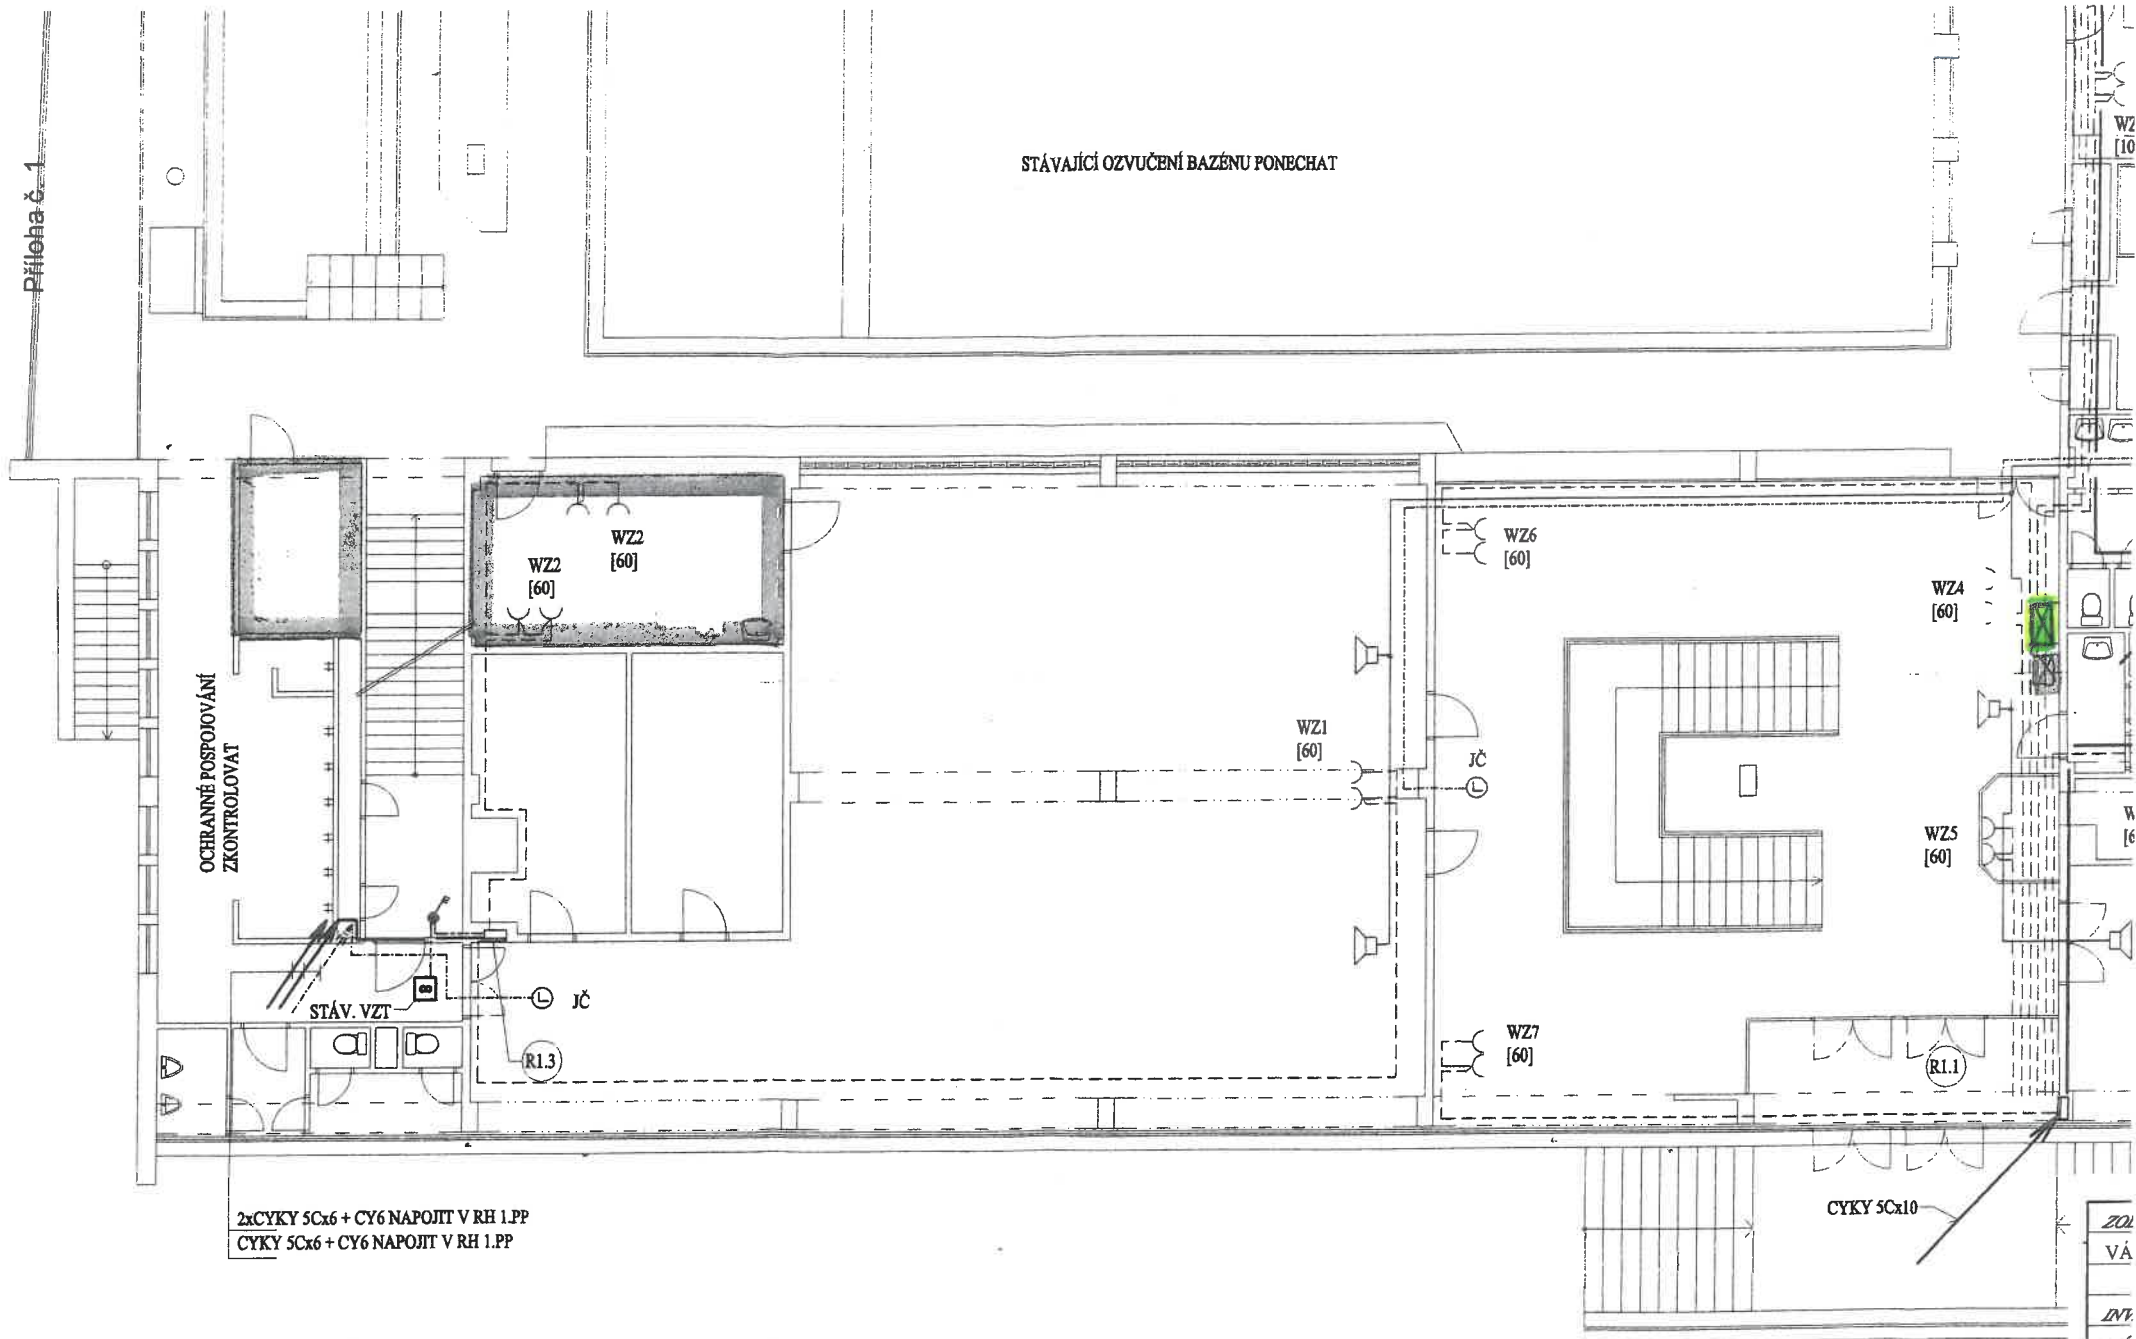 Příloha č. 1
STÁVAJÍCÍ OZVUČENÍ BAZÉNU PONECHAT
WZ2
[60]
WZ2
[60]
WZ6
[60]
WZ4
[60]
OCHRANNÉ POSPOJOVÁNÍ
ZKONTROLOVAT
WZ1
[60]
JČ
WZ5
[60]
STÁV. VZT
JČ
R1.3
WZ7
[60]
R1.1
2xCYKY 5Cx6 + CY6 NAPOJIT V RH 1.PP
CYKY 5Cx6 + CY6 NAPOJIT V RH 1.PP
CYKY 5Cx10